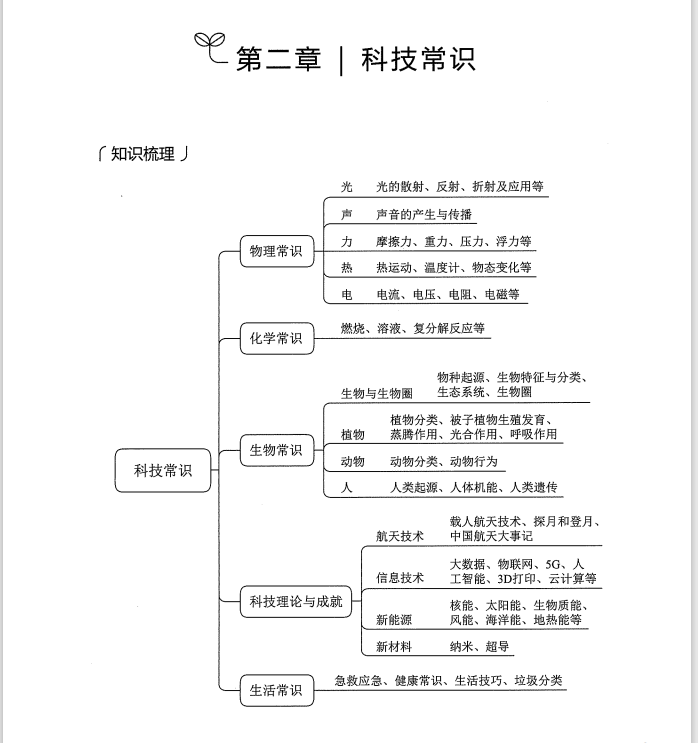 第二章 | 科技常识
知识梳理
科技常识
物理常识
光 光的散射、反射、折射及应用等
声 声音的产生与传播
力 摩擦力、重力、压力、浮力等
热 热运动、温度计、物态变化等
电 电流、电压、电阻、电磁等
化学常识
燃烧、溶液、复分解反应等
生物常识
生物与生物圈
物种起源、生物特征与分类、
生态系统、生物圈
植物
植物分类、被子植物生殖发育、
蒸腾作用、光合作用、呼吸作用
动物 动物分类、动物行为
人 人类起源、人体机能、人类遗传
科技理论与成就
航天技术
载人航天技术、探月和登月、
中国航天大事记
信息技术
大数据、物联网、5G、人
工智能、3D打印、云计算等
新能源
核能、太阳能、生物质能、
风能、海洋能、地热能等
新材料 纳米、超导
生活常识
急救应急、健康常识、生活技巧、垃圾分类